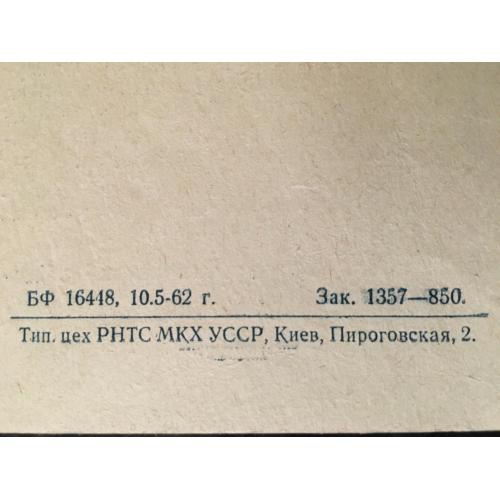 БФ 16448, 10.5-62 г. Зак. 1357—850.
Тип. цех РНТС МКХ УССР, Киев, Пироговская, 2.